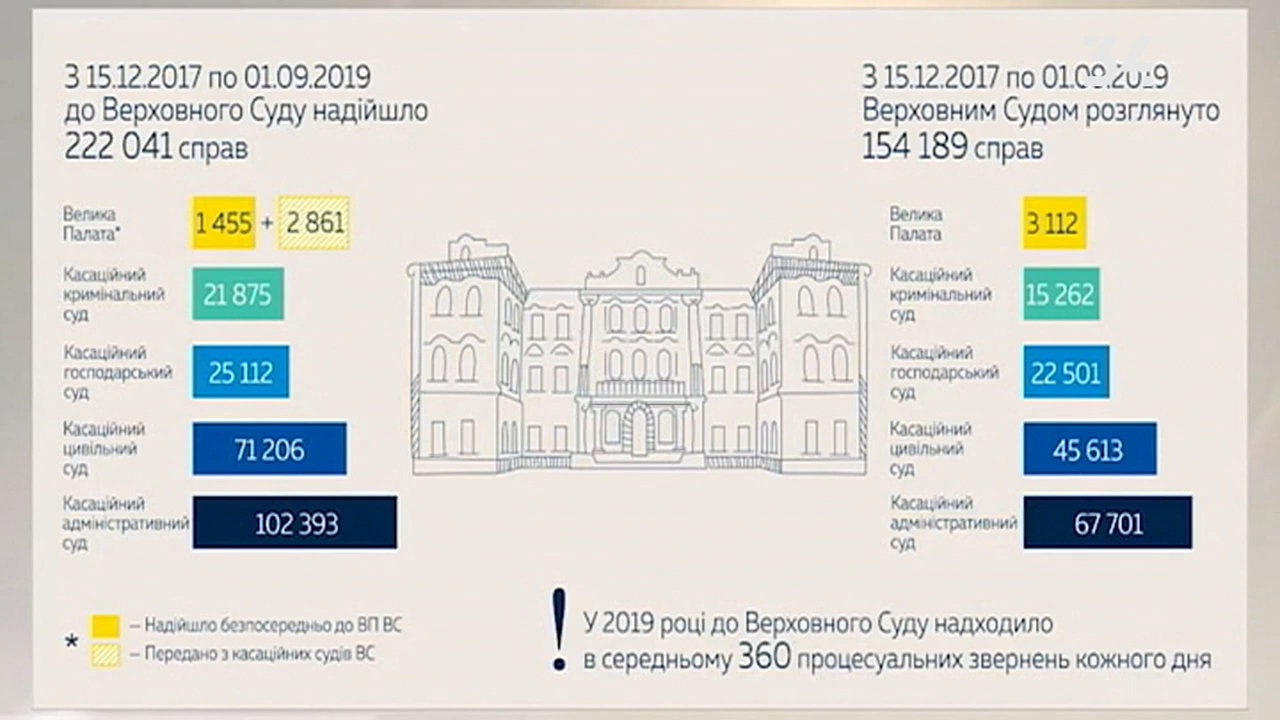 З 15.12.2017 по 01.09.2019
до Верховного Суду надійшло
222 041 справ
Велика
Палата*
1 455 + 2 861
Касаційний
кримінальний
суд
21 875
Касаційний
господарський
суд
25 112
Касаційний
цивільний
суд
71 206
Касаційний
адміністративний
суд
102 393
* – Надійшло безпосередньо до ВП ВС
– Передано з касаційних судів ВС
З 15.12.2017 по 01.09.2019
Верховним Судом розглянуто
154 189 справ
Велика
Палата
3 112
Касаційний
кримінальний
суд
15 262
Касаційний
господарський
суд
22 501
Касаційний
цивільний
суд
45 613
Касаційний
адміністративний
суд
67 701
! У 2019 році до Верховного Суду надходило
в середньому 360 процесуальних звернень кожного дня